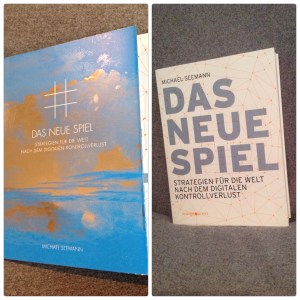 DAS NEUE SPIEL
STRATEGIEN FÜR DIE WELT
NACH DEM DIGITALEN KONTROLLVERLUST
MICHAEL SEEMANN
MICHAEL SEEMANN
DAS
NEUE
SPIEL
STRATEGIEN FÜR DIE WELT
NACH DEM DIGITALEN
KONTROLLVERLUST